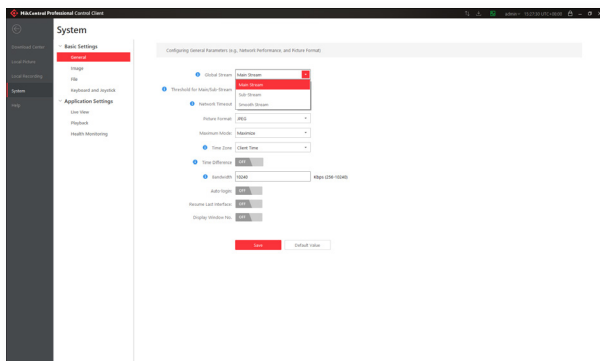 HikControl Professional Control Client
admin
System
Download Center
Local Picture
Local Recording
System
Help
Basic Settings
General
Image
File
Keyboard and Joystick
Application Settings
Live View
Playback
Health Monitoring
Configuring General Parameters (e.g., Network Performance, and Picture Format)
Global Stream Main Stream
Main Stream
Threshold for Main/Sub-Stream
Sub-Stream
Network Timeout
Smooth Stream
Picture Format JPEG
Maximum Mode Maximize
Time Zone Client Time
Time Difference OFF
Bandwidth 10240 Kbps (256-10240)
Auto-login OFF
Resume Last Interface OFF
Display Window No. OFF
Save Default Value